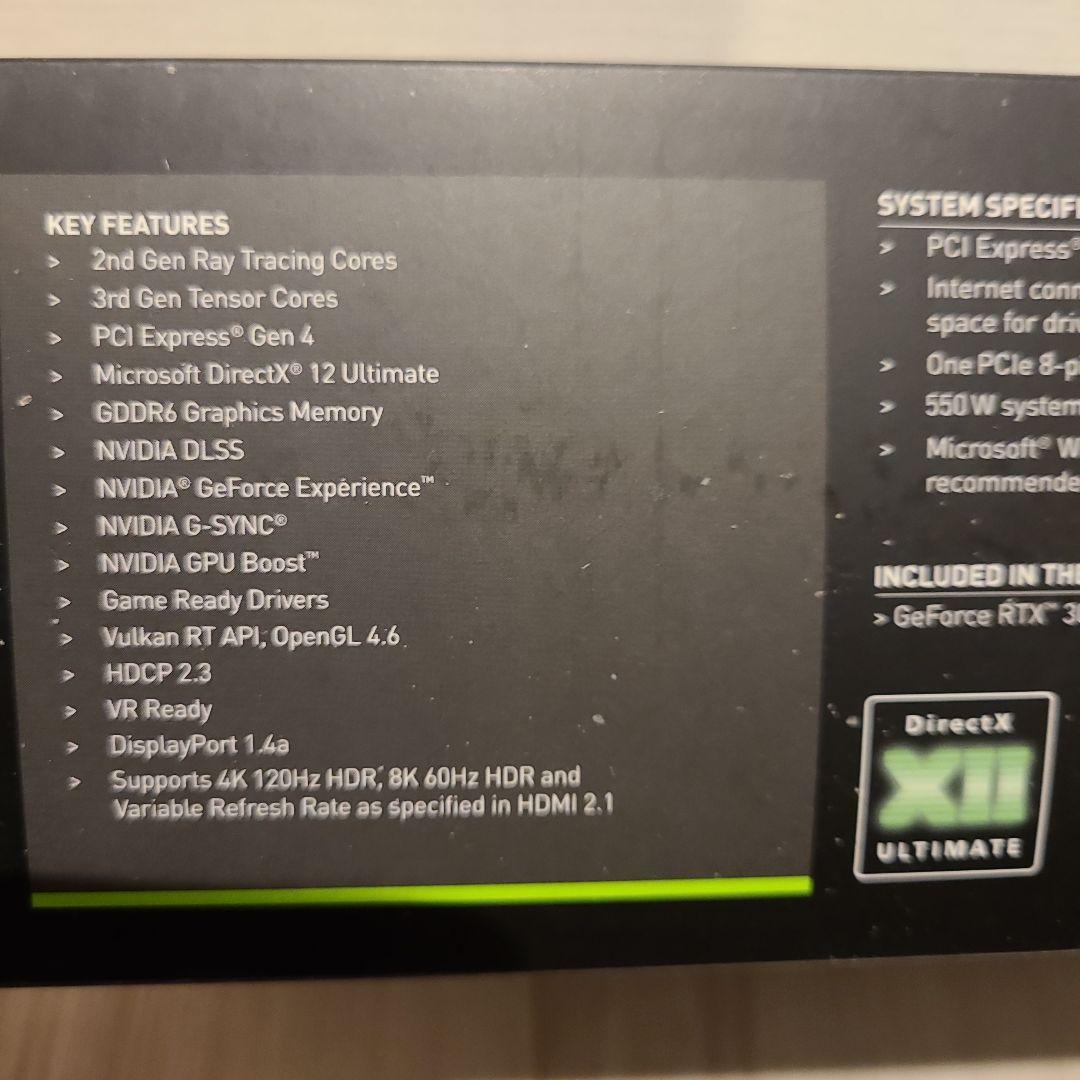 KEY FEATURES
> 2nd Gen Ray Tracing Cores
> 3rd Gen Tensor Cores
> PCI Express® Gen 4
> Microsoft DirectX® 12 Ultimate
> GDDR6 Graphics Memory
> NVIDIA DLSS
> NVIDIA® GeForce Experience™
> NVIDIA G-SYNC®
> NVIDIA GPU Boost™
> Game Ready Drivers
> Vulkan RT API, OpenGL 4.6
> HDCP 2.3
> VR Ready
> DisplayPort 1.4a
> Supports 4K 120Hz HDR, 8K 60Hz HDR and
Variable Refresh Rate as specified in HDMI 2.1
SYSTEM SPECIFI
> PCI Express®
> Internet conn
space for driv
> One PCIe 8-p
> 550 W system
> Microsoft® W
recommende
INCLUDED IN THE
> GeForce RTX™ 30
DirectX
XII
ULTIMATE